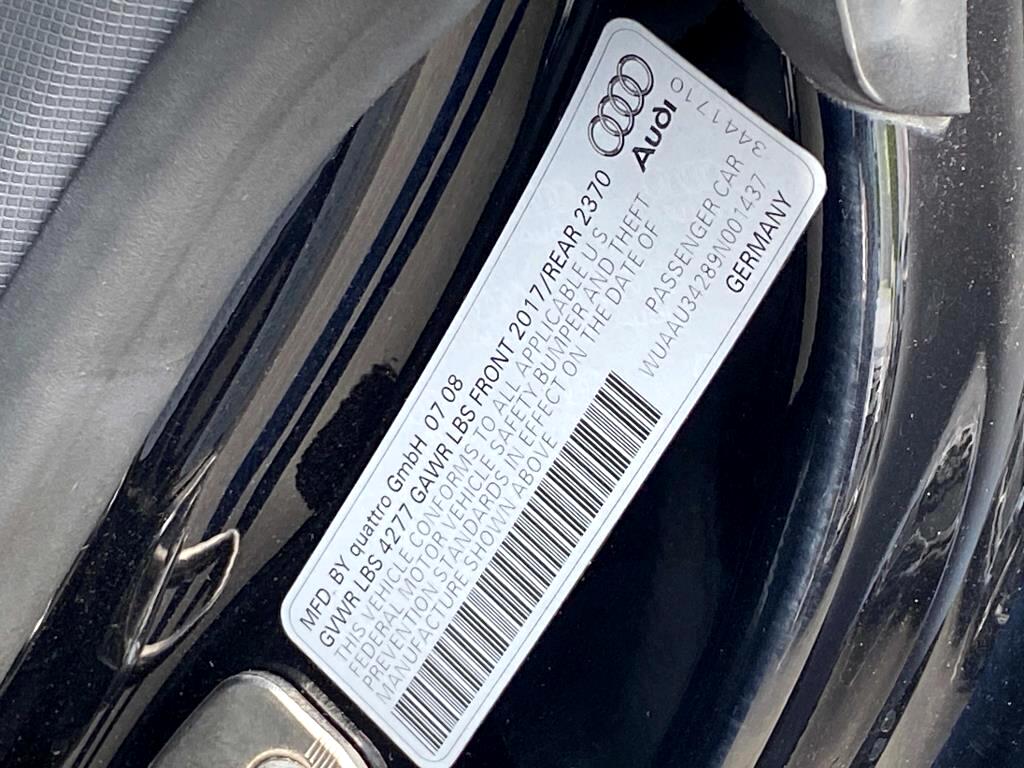 MFD BY quattro GmbH 07 08
GVWR LBS 4277 GAWR LBS FRONT 2017/REAR 2370
THIS VEHICLE CONFORMS TO ALL APPLICABLE U.S
FEDERAL MOTOR VEHICLE SAFETY, BUMPER AND THEFT
PREVENTION STANDARDS IN EFFECT ON THE DATE OF
MANUFACTURE SHOWN ABOVE
Audi
3441710
PASSENGER CAR
WUAAU34289N001437
GERMANY